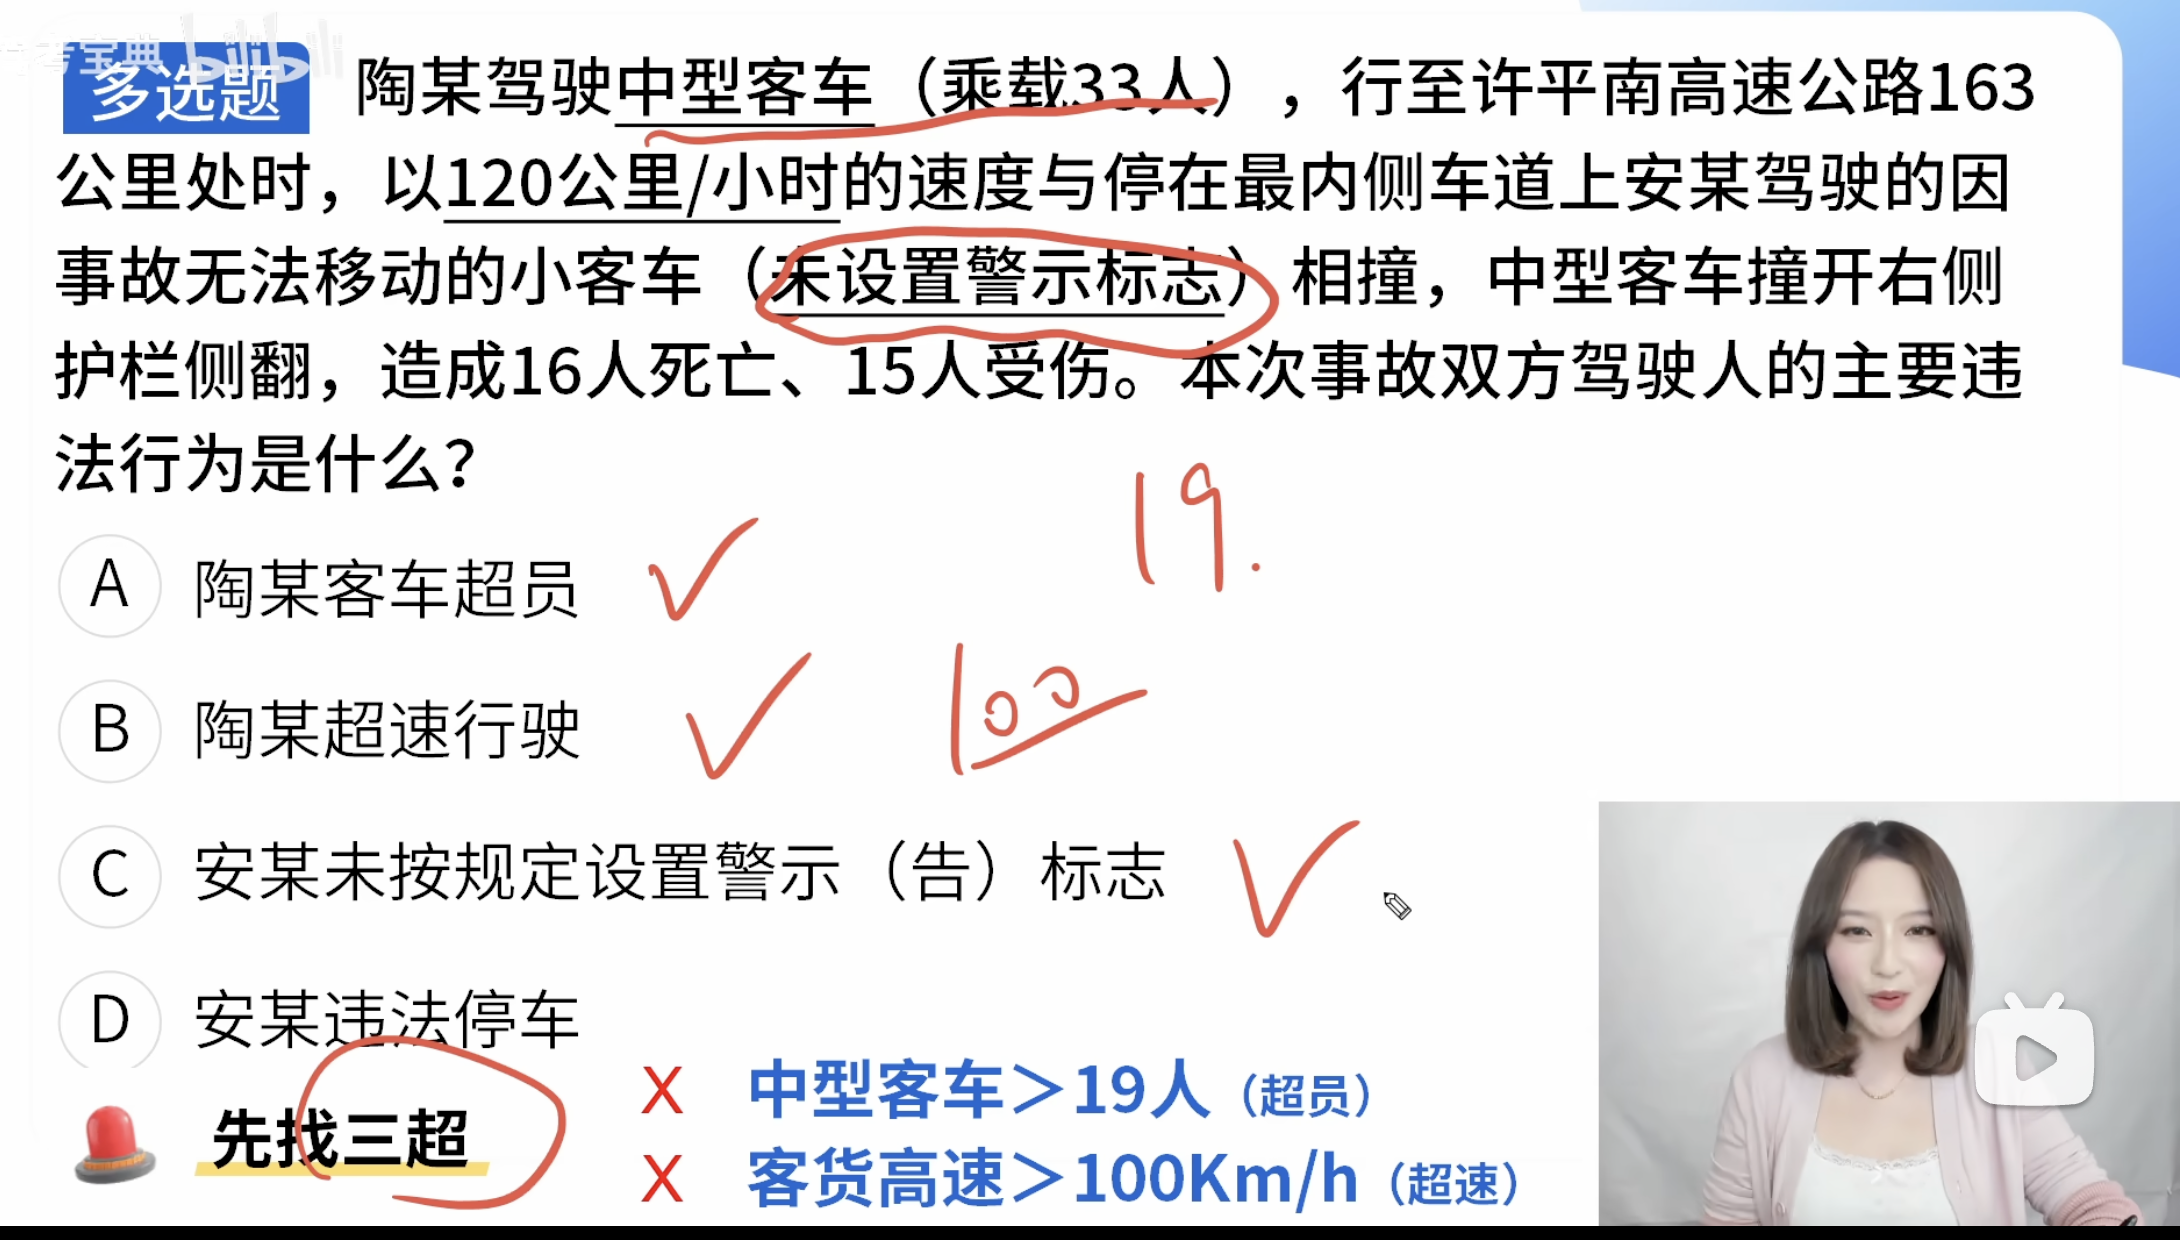 考宝典 bilibili
多选题 陶某驾驶中型客车（乘载33人），行至许平南高速公路163
公里处时，以120公里/小时的速度与停在最内侧车道上安某驾驶的因
事故无法移动的小客车（未设置警示标志）相撞，中型客车撞开右侧
护栏侧翻，造成16人死亡、15人受伤。本次事故双方驾驶人的主要违
法行为是什么？
19.
A 陶某客车超员
100
B 陶某超速行驶
C 安某未按规定设置警示（告）标志
D 安某违法停车
先找三超
X 中型客车＞19人（超员）
X 客货高速＞100Km/h（超速）